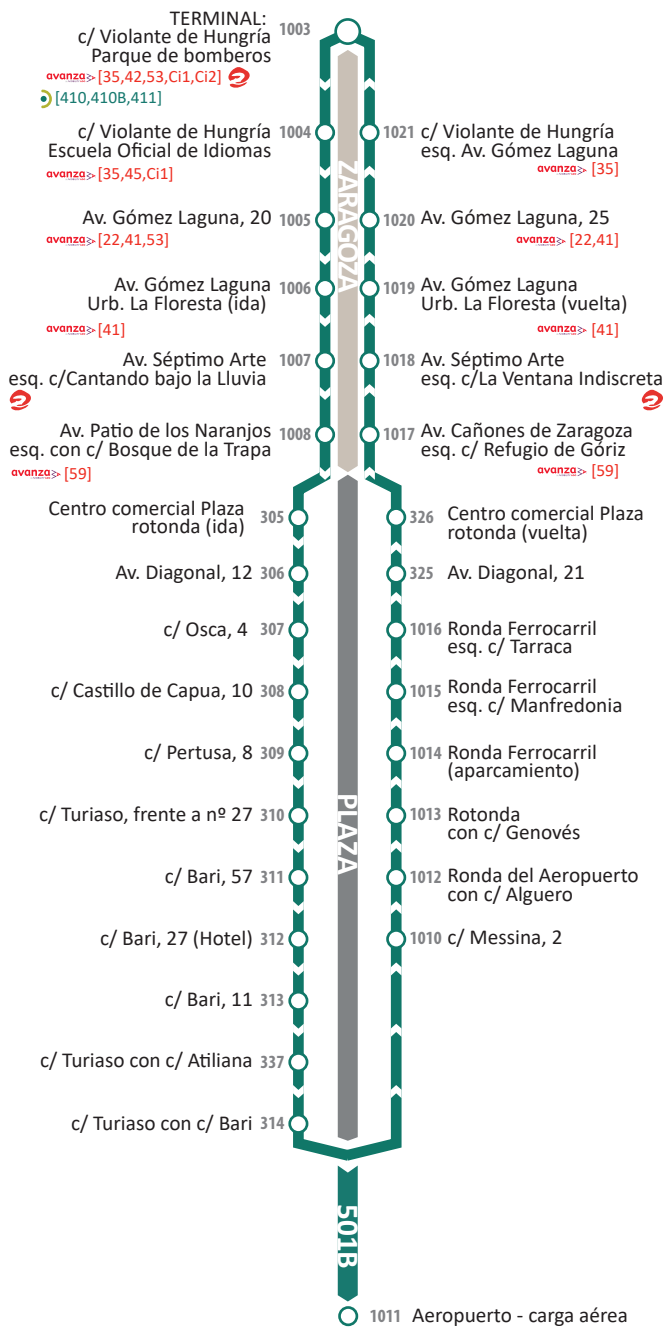 TERMINAL:
c/ Violante de Hungría
Parque de bomberos
1003
avanza [35,42,53,Ci1,Ci2]
[410,410B,411]
c/ Violante de Hungría
Escuela Oficial de Idiomas
1004
avanza [35,45,Ci1]
Av. Gómez Laguna, 20 1005
avanza [22,41,53]
Av. Gómez Laguna
Urb. La Floresta (ida)
1006
avanza [41]
Av. Séptimo Arte
esq. c/Cantando bajo la Lluvia
1007
Av. Patio de los Naranjos
esq. con c/ Bosque de la Trapa
1008
avanza [59]
ZARAGOZA
1021 c/ Violante de Hungría
esq. Av. Gómez Laguna
avanza [35]
1020 Av. Gómez Laguna, 25
avanza [22,41]
1019 Av. Gómez Laguna
Urb. La Floresta (vuelta)
avanza [41]
1018 Av. Séptimo Arte
esq. c/La Ventana Indiscreta
1017 Av. Cañones de Zaragoza
esq. c/ Refugio de Góriz
avanza [59]
Centro comercial Plaza
rotonda (ida)
305
Av. Diagonal, 12 306
c/ Osca, 4 307
c/ Castillo de Capua, 10 308
c/ Pertusa, 8 309
c/ Turiaso, frente a nº 27 310
c/ Bari, 57 311
c/ Bari, 27 (Hotel) 312
c/ Bari, 11 313
c/ Turiaso con c/ Atiliana 337
c/ Turiaso con c/ Bari 314
PLAZA
326 Centro comercial Plaza
rotonda (vuelta)
325 Av. Diagonal, 21
1016 Ronda Ferrocarril
esq. c/ Tarraca
1015 Ronda Ferrocarril
esq. c/ Manfredonia
1014 Ronda Ferrocarril
(aparcamiento)
1013 Rotonda
con c/ Genovés
1012 Ronda del Aeropuerto
con c/ Alguero
1010 c/ Messina, 2
501B
1011 Aeropuerto - carga aérea